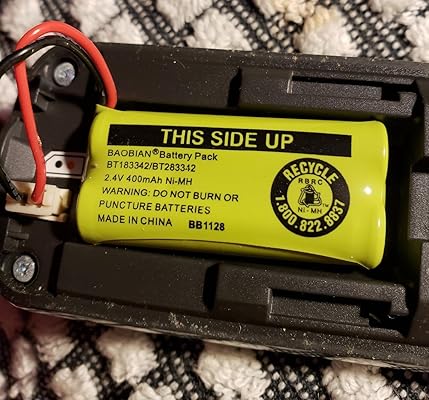 THIS SIDE UP
BAOBIAN® Battery Pack
BT183342/BT283342
2.4V 400mAh Ni-MH
WARNING: DO NOT BURN OR
PUNCTURE BATTERIES
MADE IN CHINA BB1128
RECYCLE
RBRC
NI-MH
1.800.822.8837